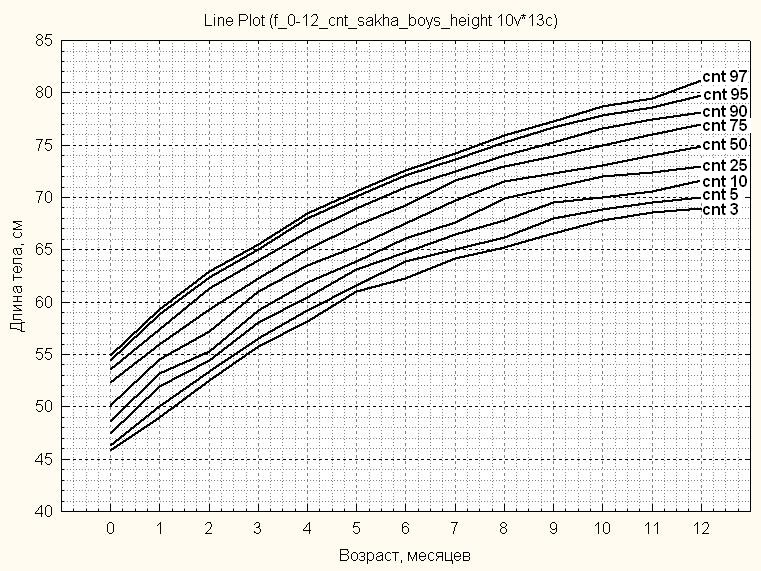 Line Plot (f_0-12_cnt_sakha_boys_height 10v*13c)
85
80
75
70
65
60
55
50
45
40
Длина тела, см
cnt 97
cnt 95
cnt 90
cnt 75
cnt 50
cnt 25
cnt 10
cnt 5
cnt 3
0 1 2 3 4 5 6 7 8 9 10 11 12
Возраст, месяцев